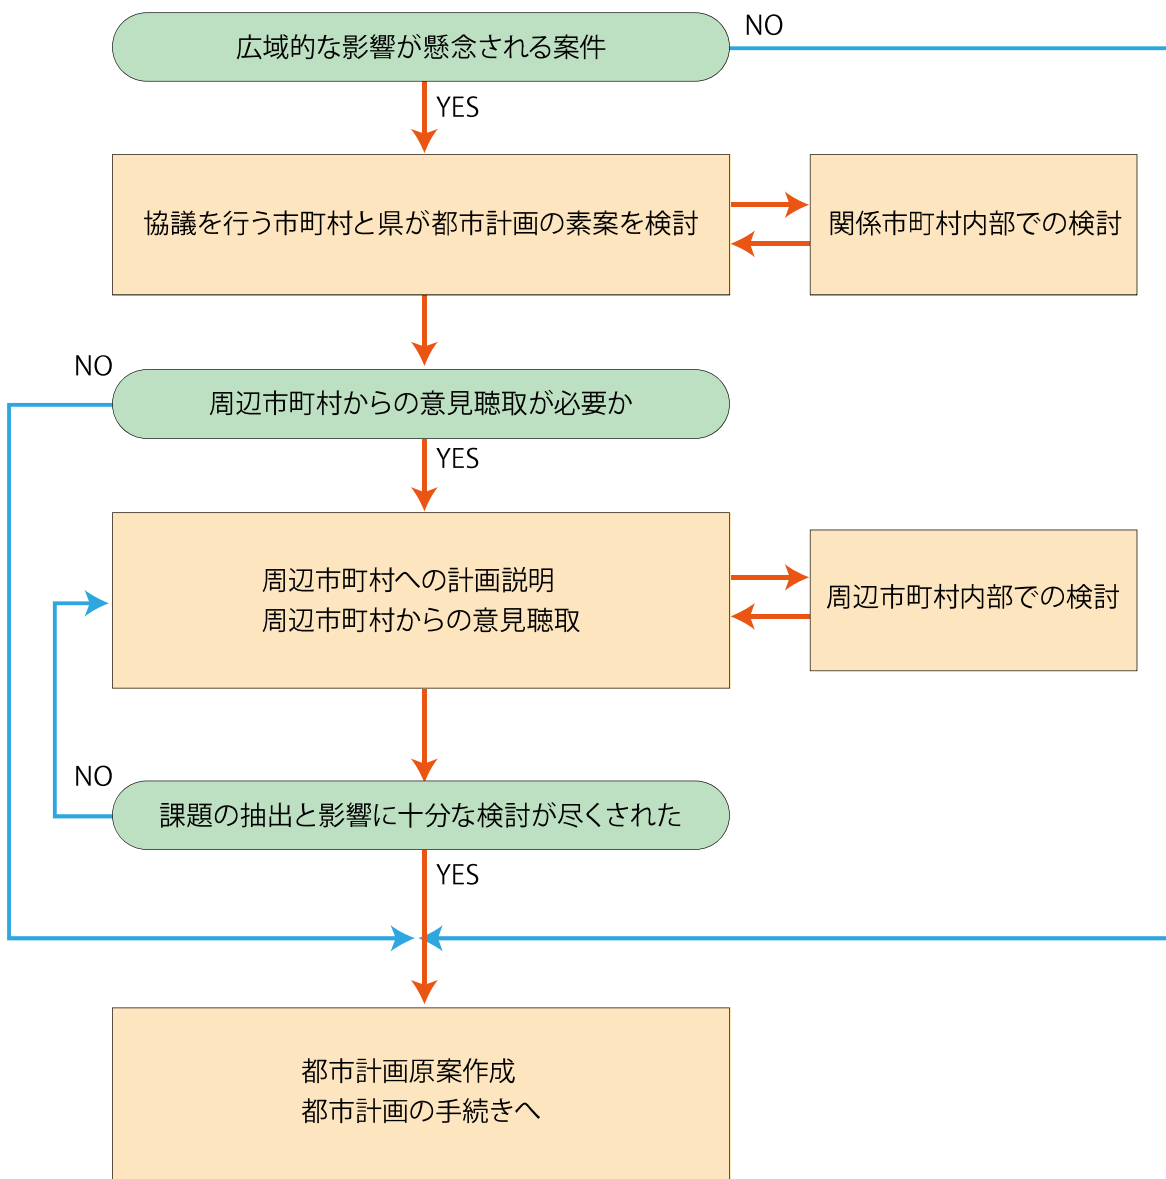 広域的な影響が懸念される案件
NO
YES
協議を行う市町村と県が都市計画の素案を検討
関係市町村内部での検討
NO
周辺市町村からの意見聴取が必要か
YES
周辺市町村への計画説明
周辺市町村からの意見聴取
周辺市町村内部での検討
NO
課題の抽出と影響に十分な検討が尽くされた
YES
都市計画原案作成
都市計画の手続きへ